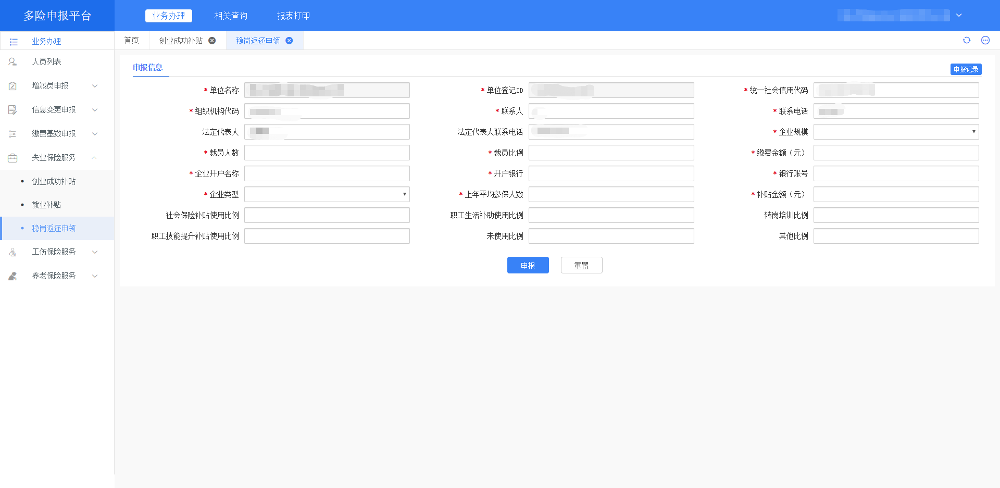 多险申报平台
业务办理 相关查询 报表打印
业务办理
首页 创业成功补贴 稳岗返还申领
人员列表
增减员申报
信息变更申报
缴费基数申报
失业保险服务
创业成功补贴
就业补贴
稳岗返还申领
工伤保险服务
养老保险服务
申报信息 申报记录
* 单位名称 * 单位登记ID * 统一社会信用代码
* 组织机构代码 * 联系人 * 联系电话
法定代表人 法定代表人联系电话 * 企业规模
* 裁员人数 * 裁员比例 * 缴费金额（元）
* 企业开户名称 * 开户银行 * 银行账号
* 企业类型 * 上年平均参保人数 * 补贴金额（元）
社会保险补贴使用比例 职工生活补助使用比例 转岗培训比例
职工技能提升补贴使用比例 未使用比例 其他比例
申报 重置